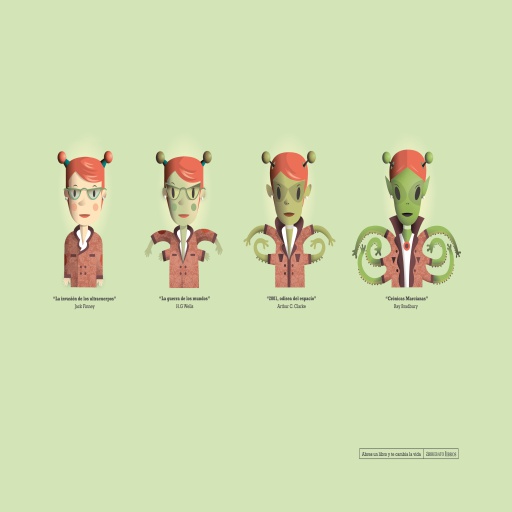 "La invasión de los ultracuerpos"
Jack Finney
"La guerra de los mundos"
H.G Wells
"2001, odisea del espacio"
Arthur C. Clarke
"Crónicas Marcianas"
Ray Bradbury
Abres un libro y te cambia la vida